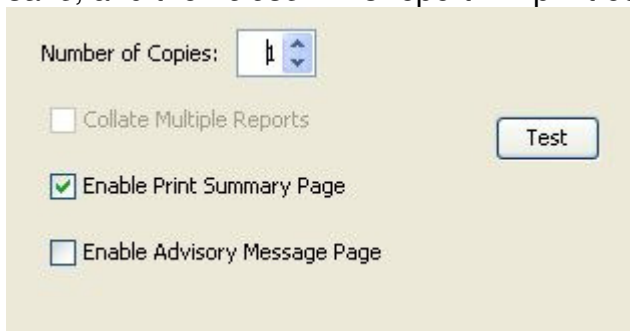 Number of Copies: 1
Collate Multiple Reports
Test
Enable Print Summary Page
Enable Advisory Message Page